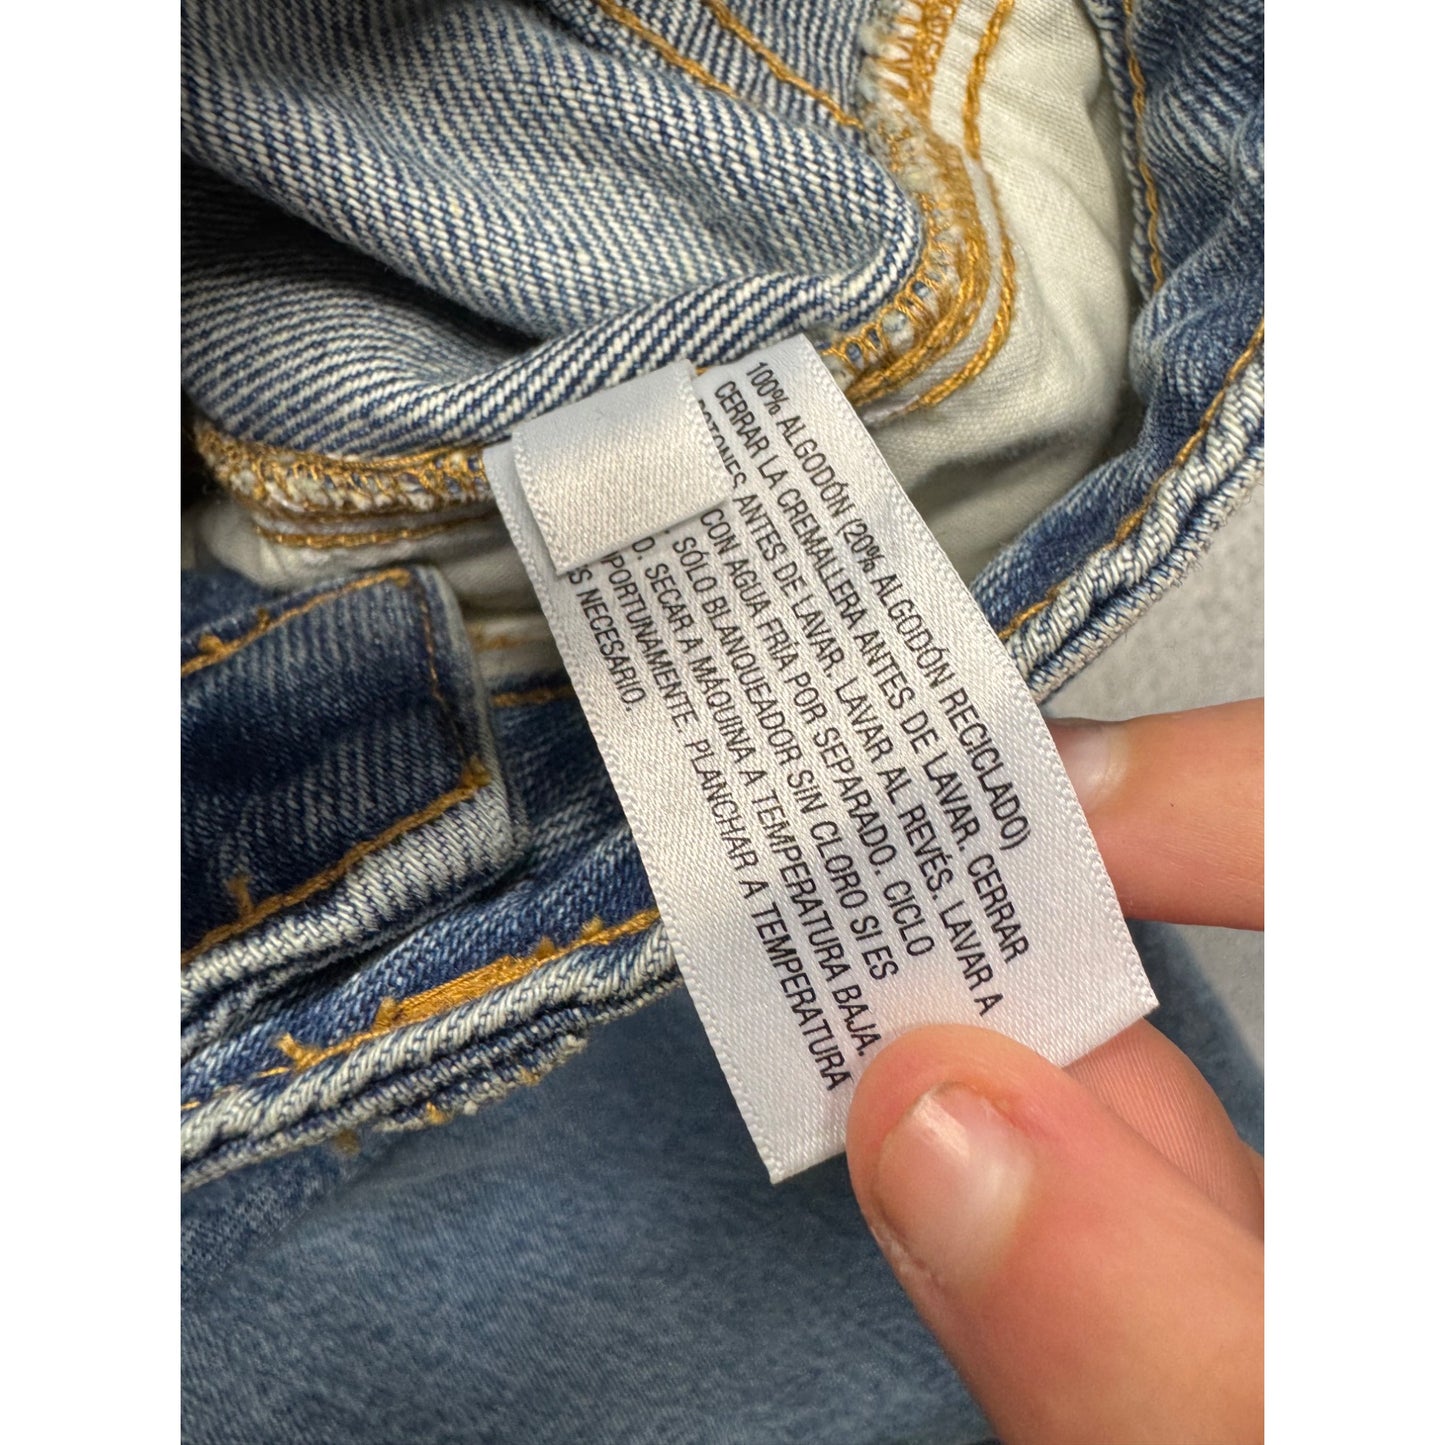 100% ALGODÓN (20% ALGODÓN RECICLADO)
CERRAR LA CREMALLERA ANTES DE LAVAR. CERRAR
BOTONES ANTES DE LAVAR. LAVAR AL REVÉS. LAVAR A
CON AGUA FRÍA POR SEPARADO. CICLO
SÓLO BLANQUEADOR SIN CLORO SI ES
SECAR A MÁQUINA A TEMPERATURA BAJA.
PLANCHAR A TEMPERATURA
NECESARIO.